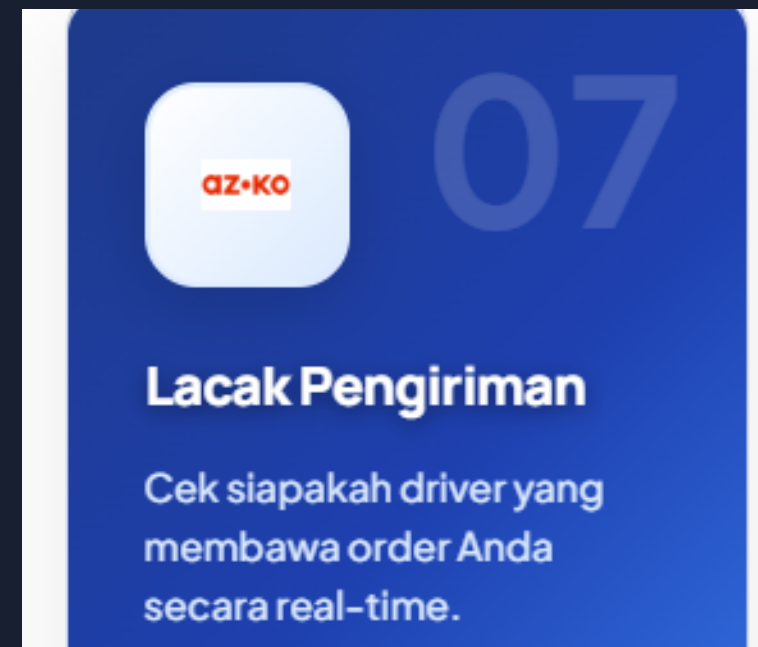 az•ko
07
Lacak Pengiriman
Cek siapakah driver yang
membawa order Anda
secara real-time.